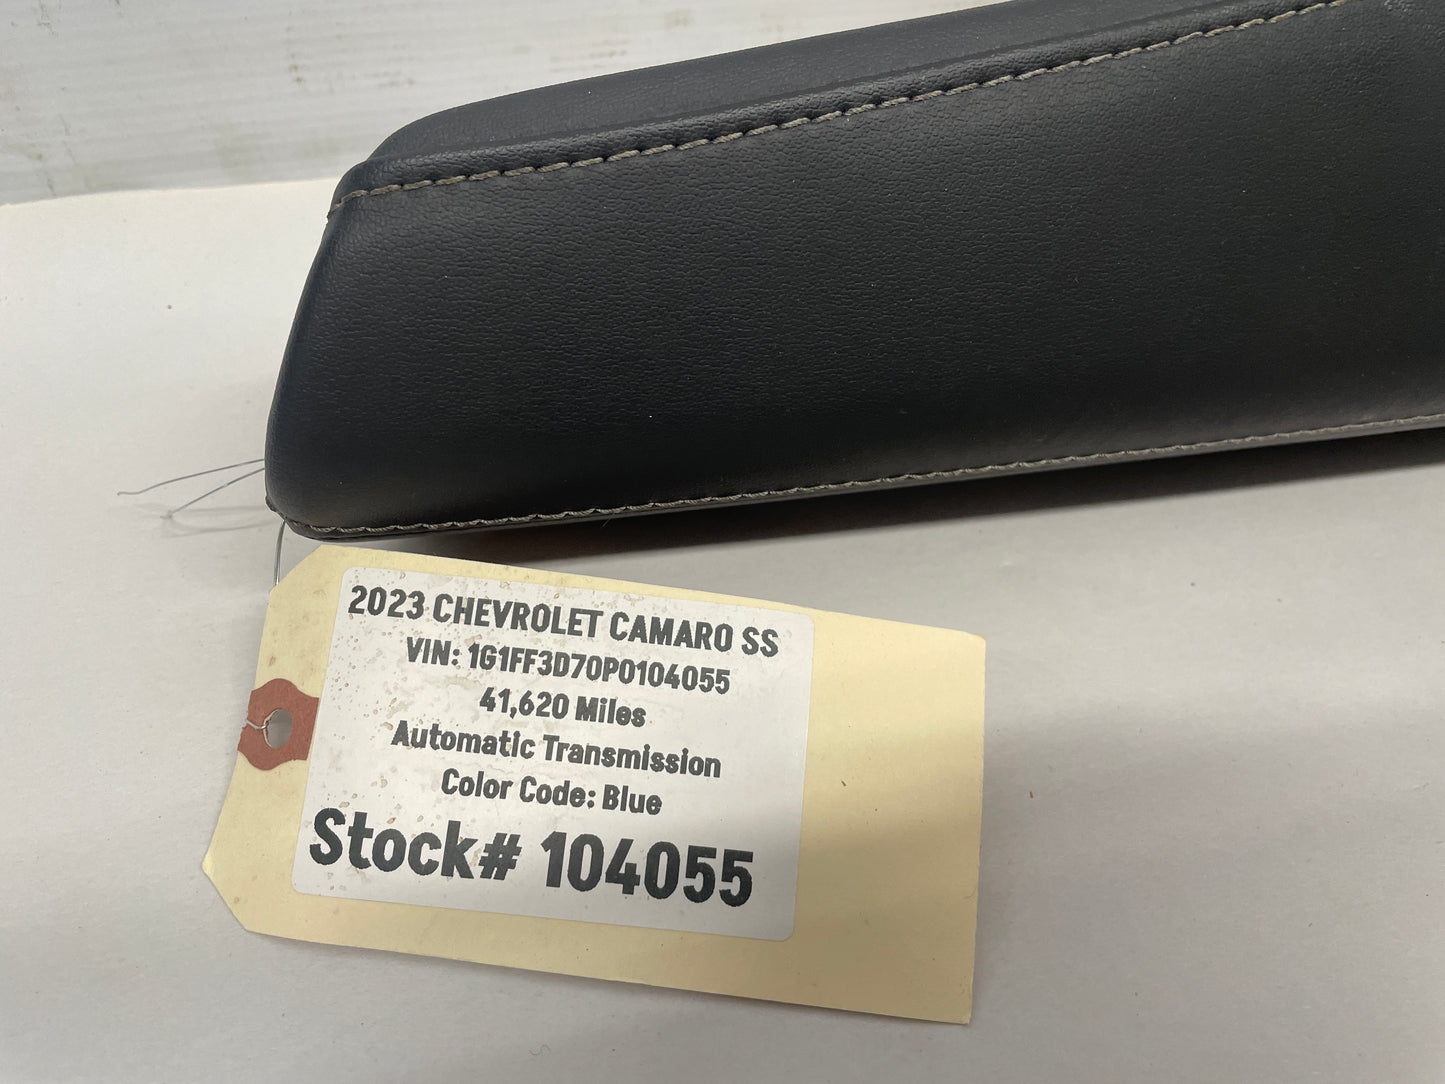 2023 CHEVROLET CAMARO SS
VIN: 1G1FF3D70P0104055
41,620 Miles
Automatic Transmission
Color Code: Blue
Stock# 104055